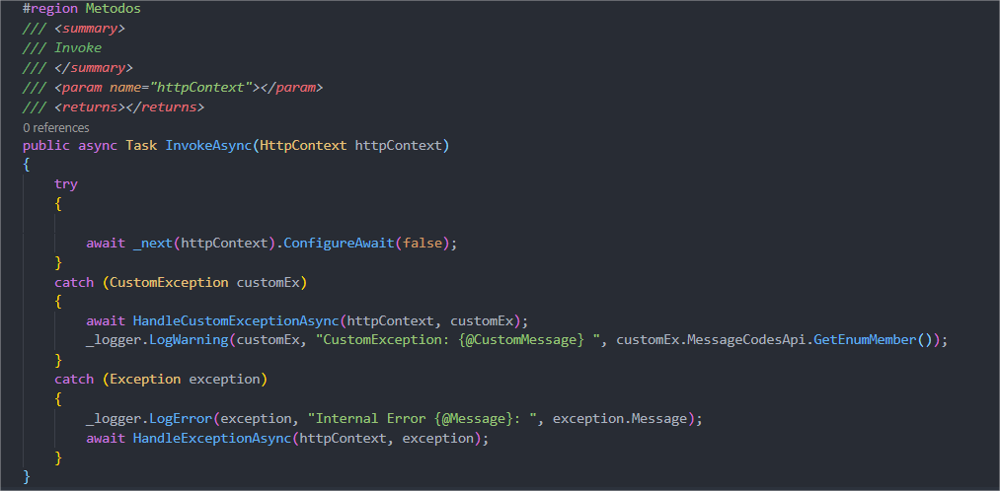 #region Metodos
/// <summary>
/// Invoke
/// </summary>
/// <param name="httpContext"></param>
/// <returns></returns>
0 references
public async Task InvokeAsync(HttpContext httpContext)
{
    try
    {

        await _next(httpContext).ConfigureAwait(false);
    }
    catch (CustomException customEx)
    {
        await HandleCustomExceptionAsync(httpContext, customEx);
        _logger.LogWarning(customEx, "CustomException: {@CustomMessage} ", customEx.MessageCodesApi.GetEnumMember());
    }
    catch (Exception exception)
    {
        _logger.LogError(exception, "Internal Error {@Message}: ", exception.Message);
        await HandleExceptionAsync(httpContext, exception);
    }
}